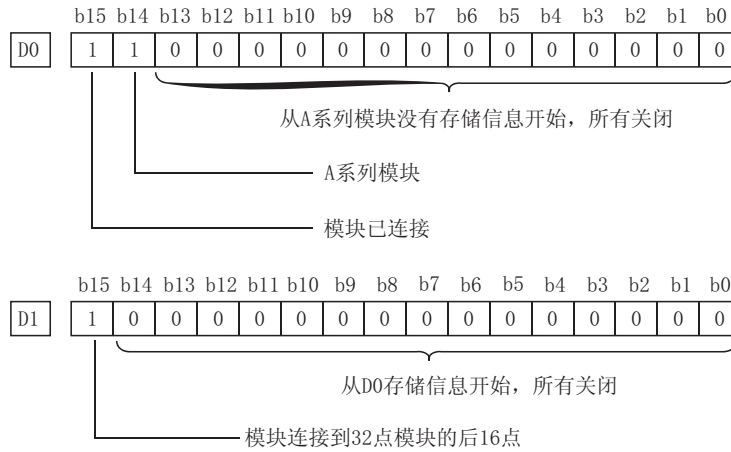 b15 b14 b13 b12 b11 b10 b9 b8 b7 b6 b5 b4 b3 b2 b1 b0
D0 1 1 0 0 0 0 0 0 0 0 0 0 0 0 0 0
从A系列模块没有存储信息开始，所有关闭
A系列模块
模块已连接
b15 b14 b13 b12 b11 b10 b9 b8 b7 b6 b5 b4 b3 b2 b1 b0
D1 1 0 0 0 0 0 0 0 0 0 0 0 0 0 0 0
从D0存储信息开始，所有关闭
模块连接到32点模块的后16点